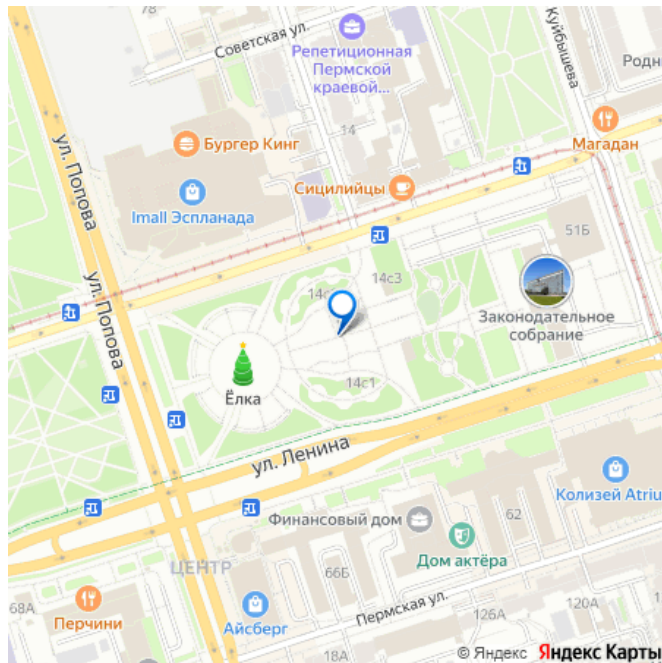 78
Советская ул.
Куйбышева
Репетиционная
Пермской
краевой...
Родн
ул. Попова
14
Бургер Кинг
Магадан
Сицилийцы
Imall Эспланада
51Б
14с3
ул. Попова
Законодательное
собрание
Ёлка
14с1
ул. Ленина
Колизей Atriu
Финансовый дом
62
Дом актёра
ЦЕНТР
66Б
68А
Перчини
Айсберг
Пермская ул.
126А
120А
18А
© Яндекс Яндекс Карты